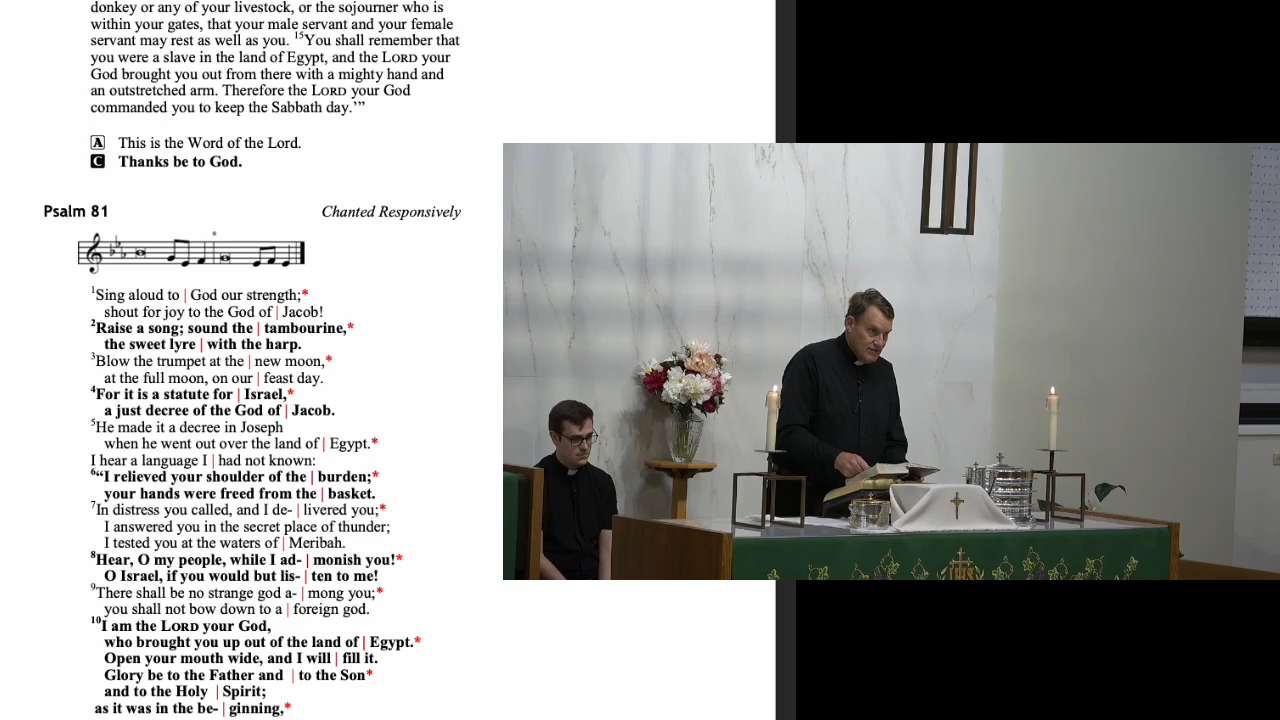 donkey or any of your livestock, or the sojourner who is
within your gates, that your male servant and your female
servant may rest as well as you. 15You shall remember that
you were a slave in the land of Egypt, and the LORD your
God brought you out from there with a mighty hand and
an outstretched arm. Therefore the LORD your God
commanded you to keep the Sabbath day.’”
A This is the Word of the Lord.
C Thanks be to God.
Psalm 81 Chanted Responsively
1Sing aloud to | God our strength;*
shout for joy to the God of | Jacob!
2Raise a song; sound the | tambourine,*
the sweet lyre | with the harp.
3Blow the trumpet at the | new moon,*
at the full moon, on our | feast day.
4For it is a statute for | Israel,*
a just decree of the God of | Jacob.
5He made it a decree in Joseph
when he went out over the land of | Egypt.*
I hear a language I | had not known:
6“I relieved your shoulder of the | burden;*
your hands were freed from the | basket.
7In distress you called, and I de- | livered you;*
I answered you in the secret place of thunder;
I tested you at the waters of | Meribah.
8Hear, O my people, while I ad- | monish you!*
O Israel, if you would but lis- | ten to me!
9There shall be no strange god a- | mong you;*
you shall not bow down to a | foreign god.
10I am the LORD your God,
who brought you up out of the land of | Egypt.*
Open your mouth wide, and I will | fill it.
Glory be to the Father and | to the Son*
and to the Holy | Spirit;
as it was in the be- | ginning,*
IHS